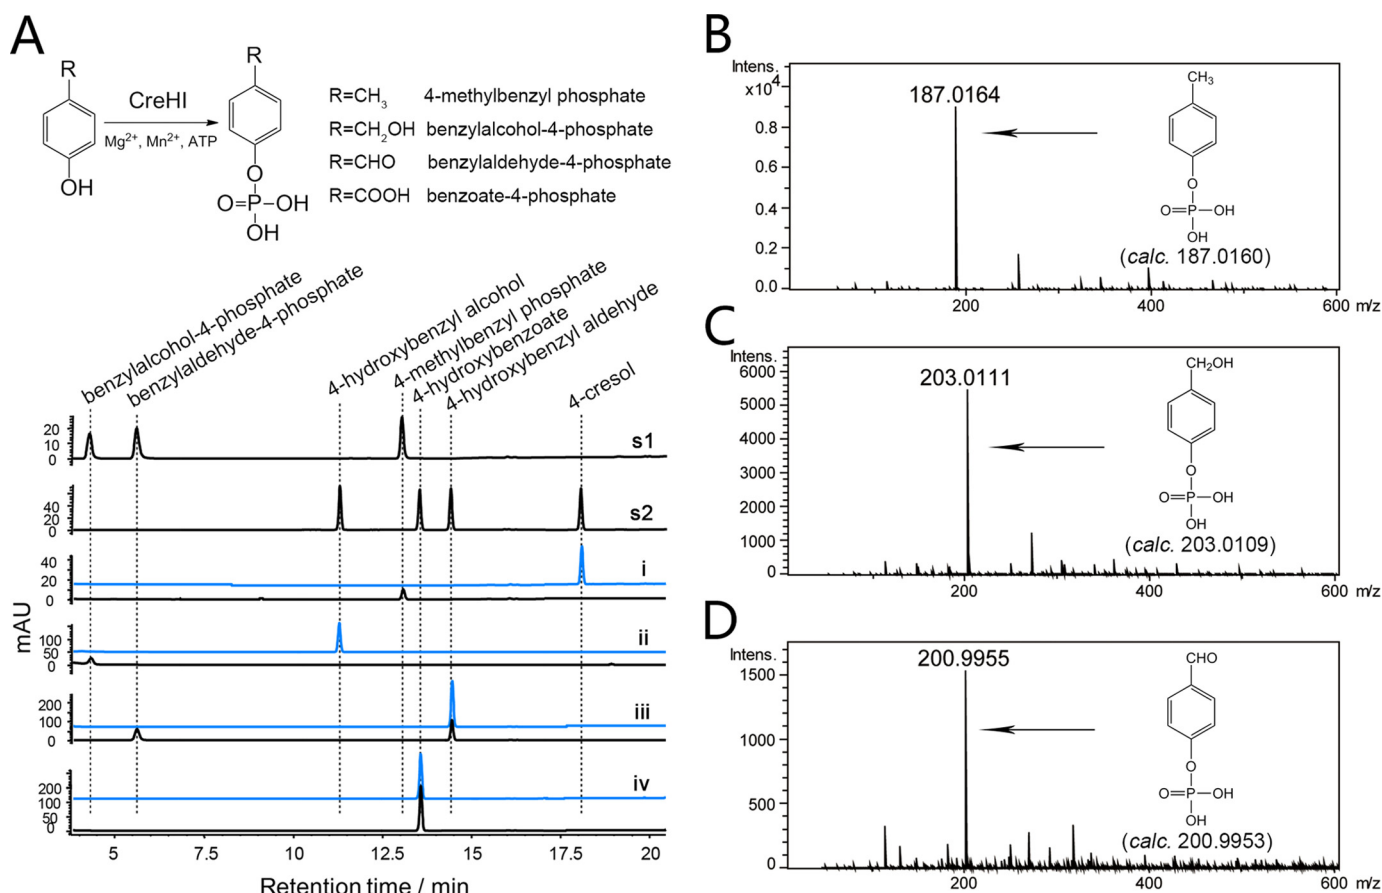 A
R
OH
CreHI
Mg2+, Mn2+, ATP
R
O
O=P–OH
OH
R=CH3 4-methylbenzyl phosphate
R=CH2OH benzylalcohol-4-phosphate
R=CHO benzylaldehyde-4-phosphate
R=COOH benzoate-4-phosphate
benzylalcohol-4-phosphate
benzylaldehyde-4-phosphate
4-hydroxybenzyl alcohol
4-methylbenzyl phosphate
4-hydroxybenzoate
4-hydroxybenzyl aldehyde
4-cresol
20
10
0
s1
40
20
0
s2
40
20
0
i
100
50
0
ii
200
100
0
iii
200
100
50
0
iv
mAU
5 7.5 10 12.5 15 17.5 20
Retention time / min
B
Intens.
x104
0.8
0.6
0.4
0.2
0.0
187.0164
CH3
O
O=P–OH
OH
(calc. 187.0160)
200 400 600 m/z
C
Intens.
6000
5000
4000
3000
2000
1000
0
203.0111
CH2OH
O
O=P–OH
OH
(calc. 203.0109)
200 400 600 m/z
D
Intens.
1500
1000
500
0
200.9955
CHO
O
O=P–OH
OH
(calc. 200.9953)
200 400 600 m/z